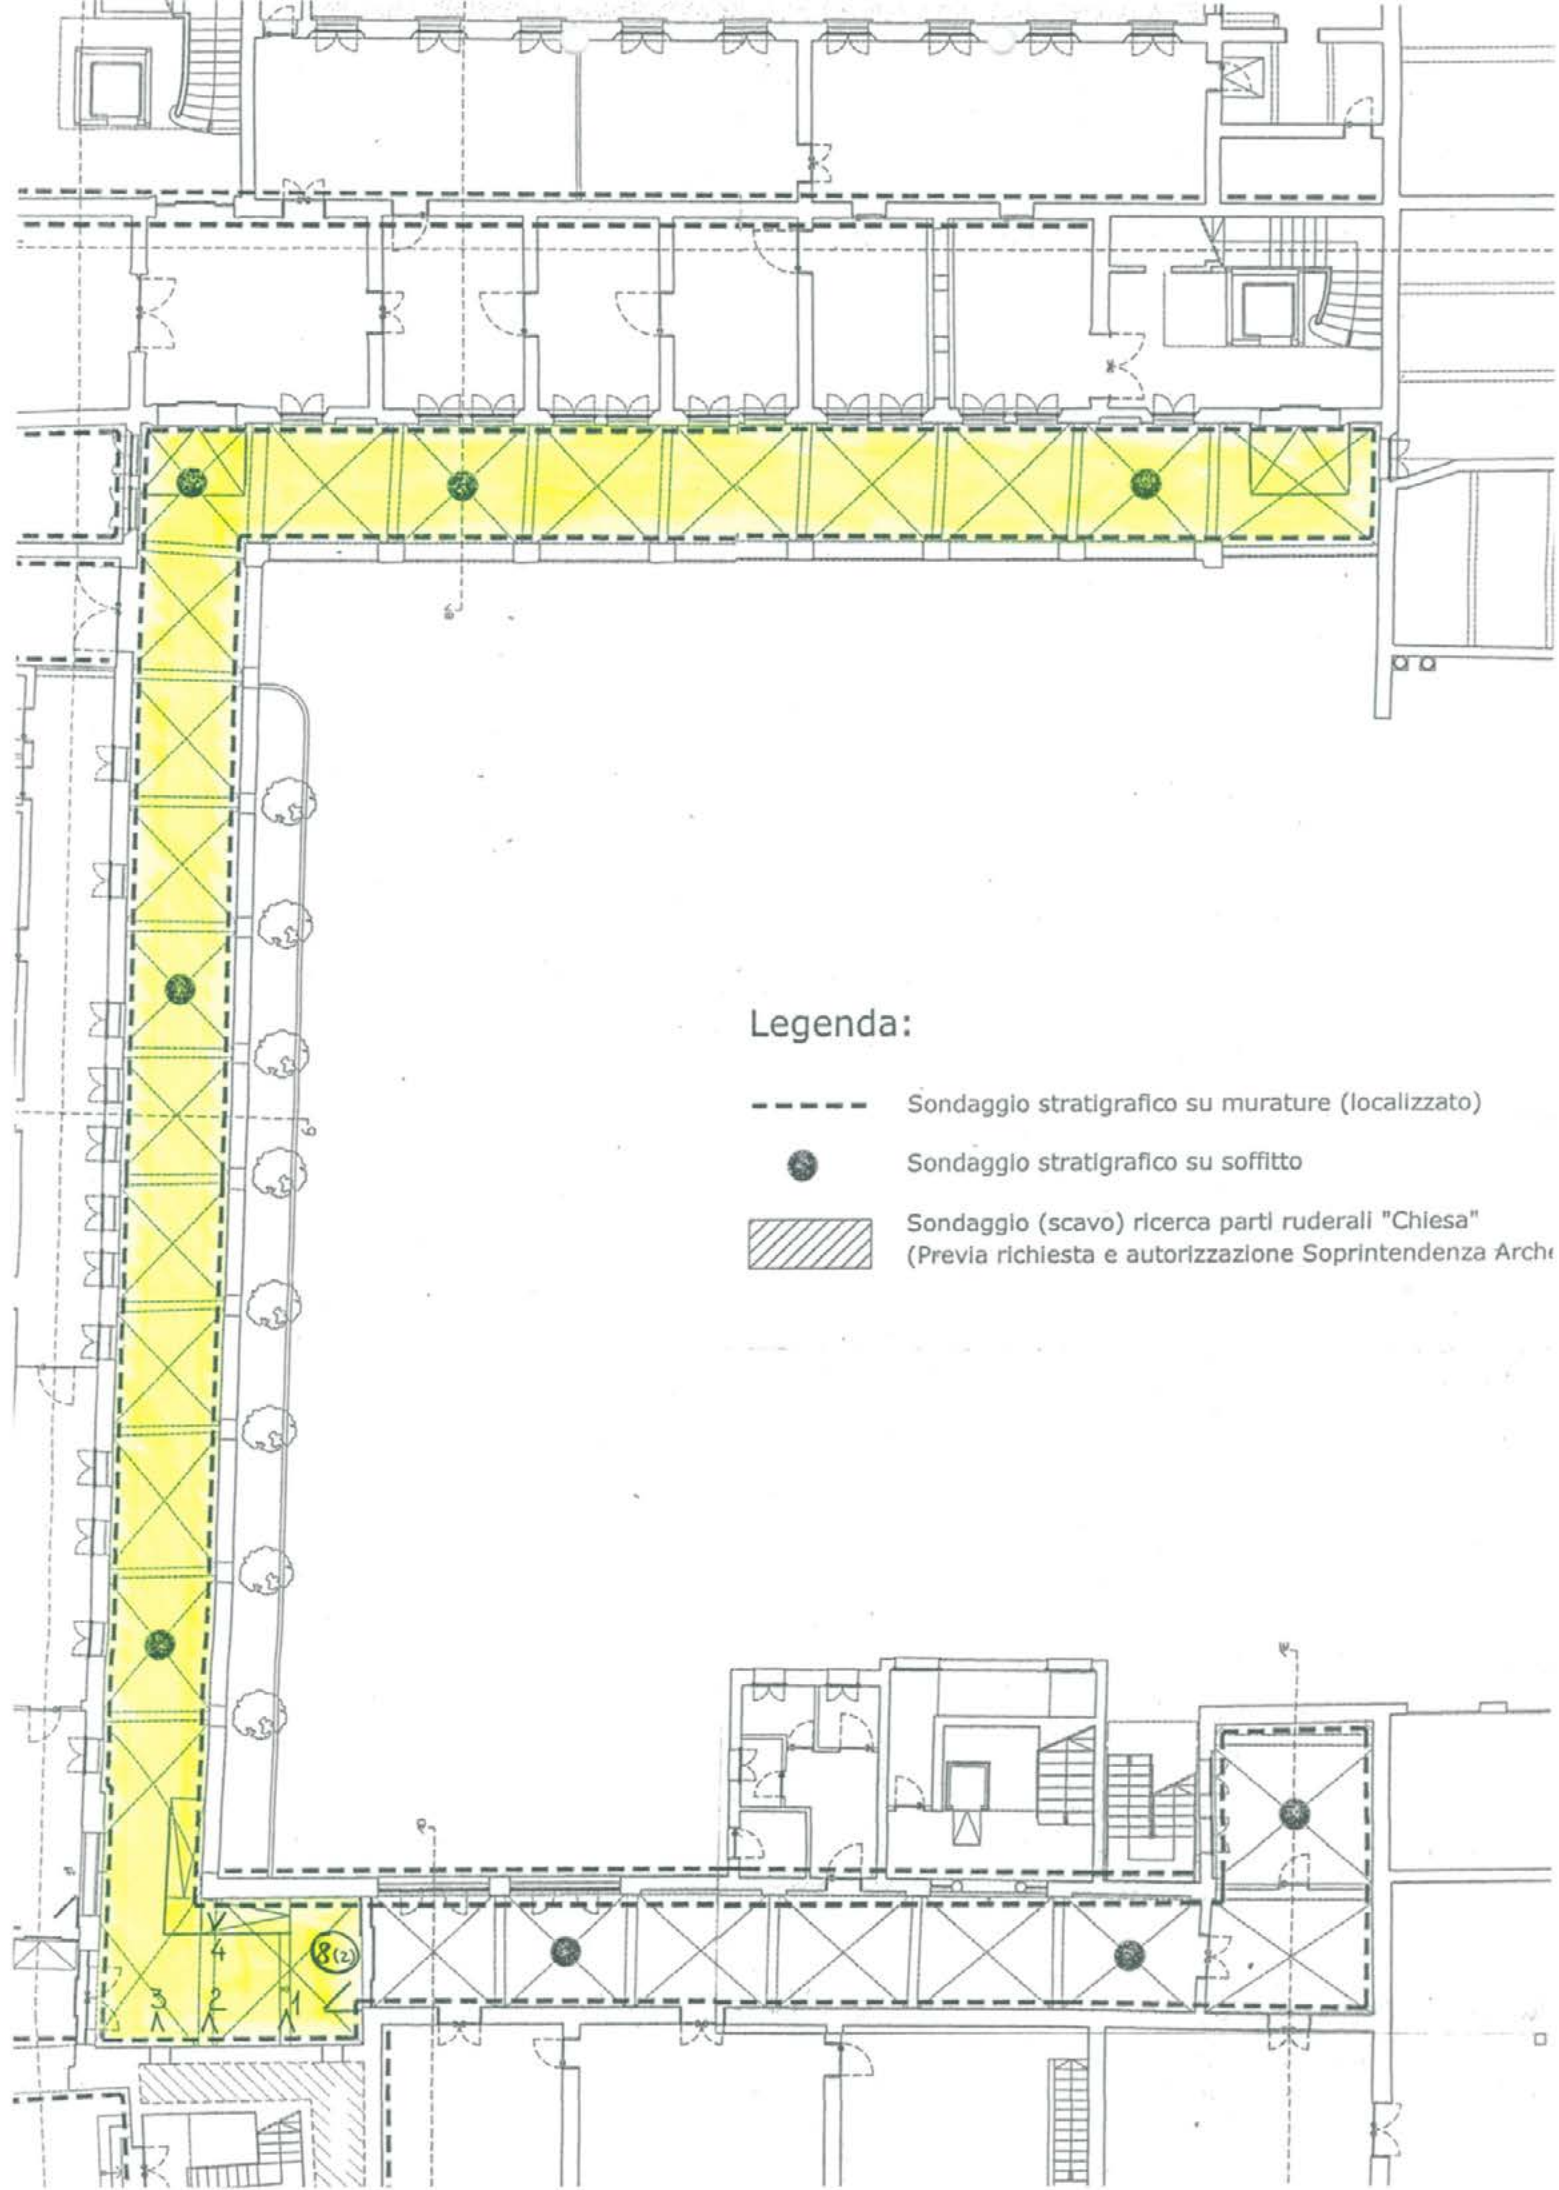 Legenda:
Sondaggio stratigrafico su murature (localizzato)
Sondaggio stratigrafico su soffitto
Sondaggio (scavo) ricerca parti ruderali "Chiesa"
(Previa richiesta e autorizzazione Soprintendenza Arche
4
8(2)
3 2 1